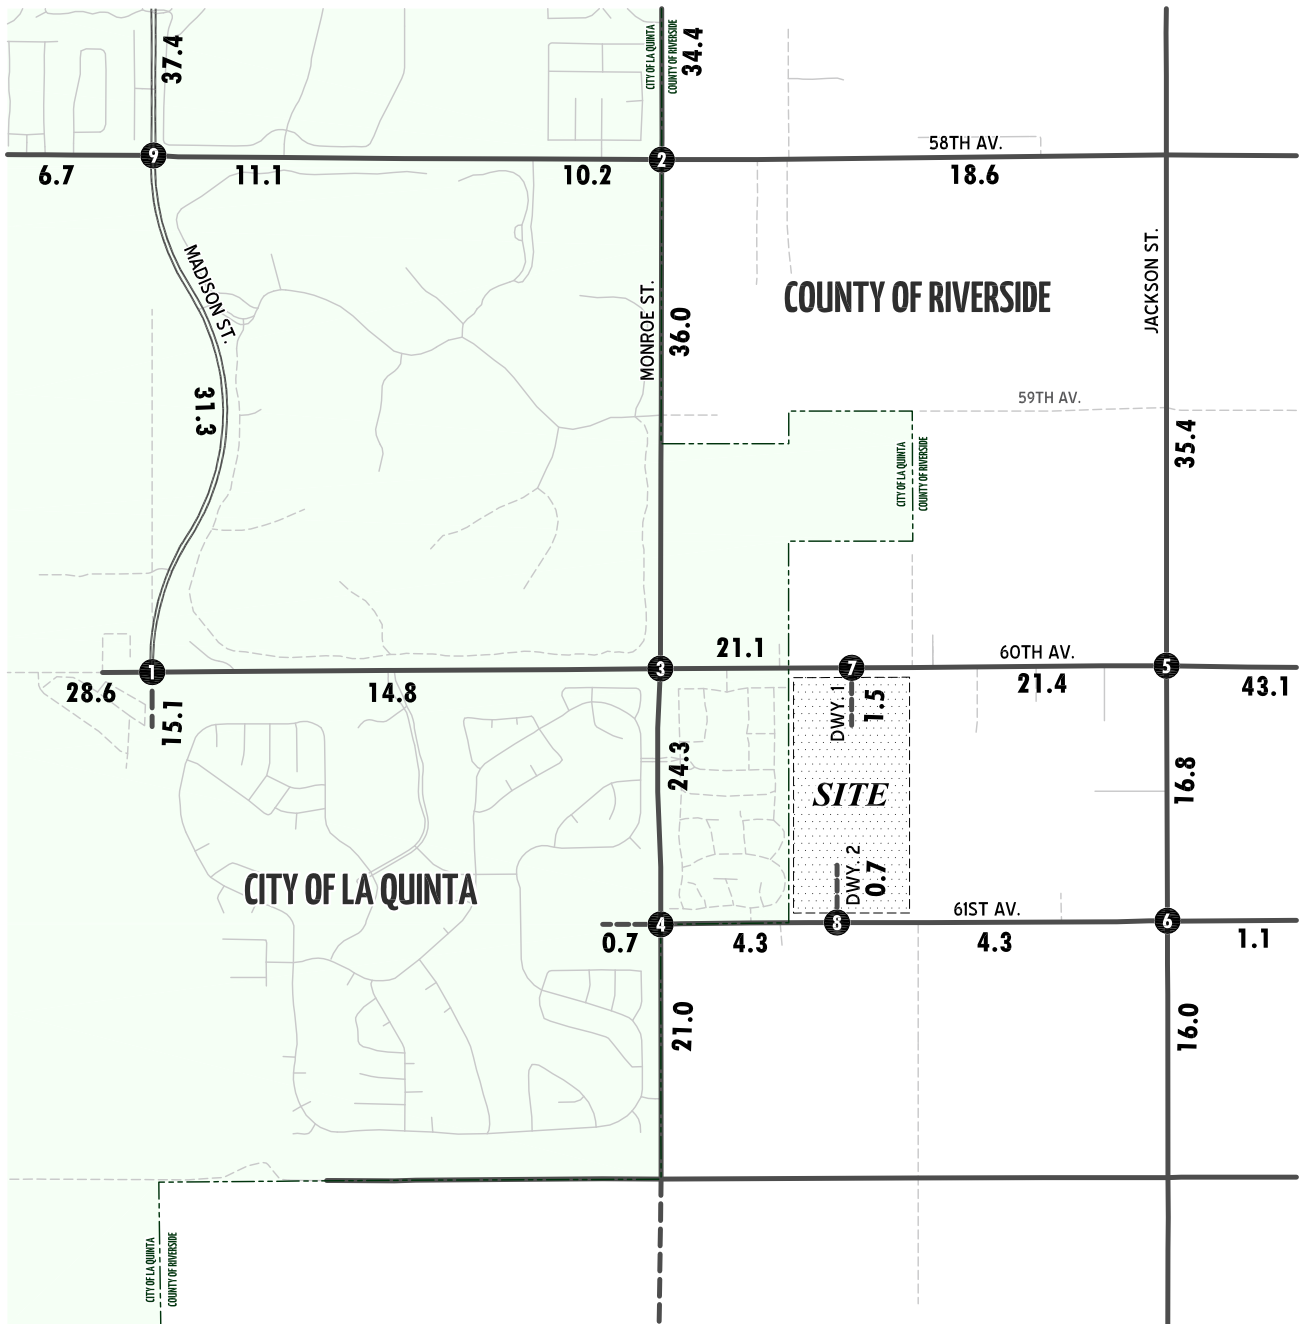 37.4
CITY OF LA QUINTA
COUNTY OF RIVERSIDE
34.4
58TH AV.
9
2
6.7
11.1
10.2
18.6
MADISON ST.
MONROE ST.
36.0
COUNTY OF RIVERSIDE
JACKSON ST.
31.3
59TH AV.
35.4
CITY OF LA QUINTA
COUNTY OF RIVERSIDE
21.1
60TH AV.
1
3
7
5
28.6
15.1
14.8
DWY. 1
1.5
21.4
43.1
24.3
SITE
16.8
CITY OF LA QUINTA
DWY. 2
0.7
61ST AV.
4
8
6
0.7
4.3
4.3
1.1
21.0
16.0
CITY OF LA QUINTA
COUNTY OF RIVERSIDE